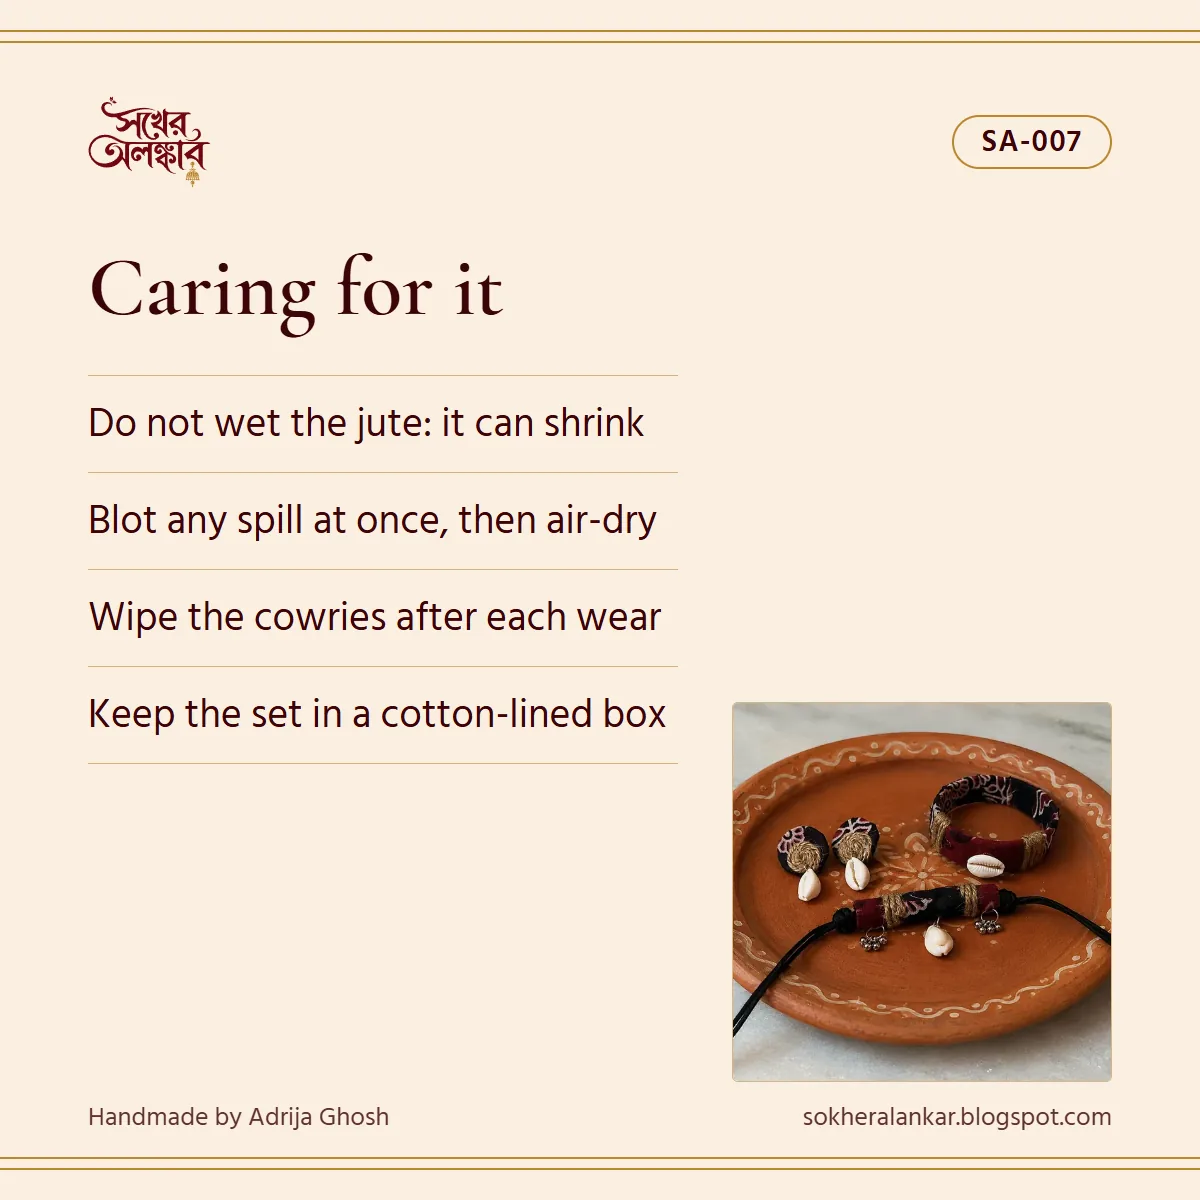 সখের
অলঙ্কার
SA-007
Caring for it
Do not wet the jute: it can shrink
Blot any spill at once, then air-dry
Wipe the cowries after each wear
Keep the set in a cotton-lined box
Handmade by Adrija Ghosh
sokheralankar.blogspot.com